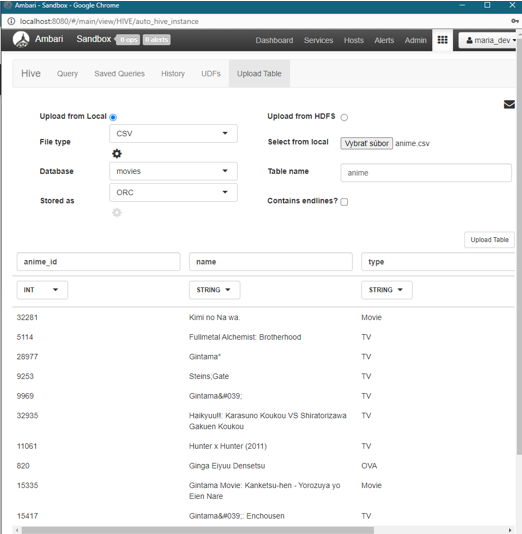 Ambari - Sandbox - Google Chrome
localhost:8080/#/main/view/HIVE/auto_hive_instance
Ambari Sandbox 0 ops 0 alerts Dashboard Services Hosts Alerts Admin maria_dev
Hive Query Saved Queries History UDFs Upload Table
Upload from Local Upload from HDFS
File type CSV Select from local Vybrať súbor anime.csv
Database movies Table name anime
Stored as ORC Contains endlines?
Upload Table
anime_id name type
INT STRING STRING
32281 Kimi no Na wa. Movie
5114 Fullmetal Alchemist: Brotherhood TV
28977 Gintama° TV
9253 Steins;Gate TV
9969 Gintama&#039; TV
32935 Haikyuu!!: Karasuno Koukou VS Shiratorizawa TV
Gakuen Koukou
11061 Hunter x Hunter (2011) TV
820 Ginga Eiyuu Densetsu OVA
15335 Gintama Movie: Kanketsu-hen - Yorozuya yo Movie
Eien Nare
15417 Gintama&#039;: Enchousen TV